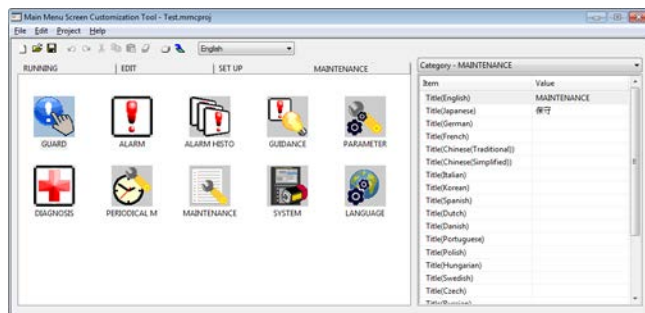 Main Menu Screen Customization Tool - Test.mmcproj
File Edit Project Help
English
RUNNING EDIT SET UP MAINTENANCE
GUARD ALARM ALARM HISTO GUIDANCE PARAMETER
DIAGNOSIS PERIODICAL M MAINTENANCE SYSTEM LANGUAGE
Category - MAINTENANCE
Item Value
Title(English) MAINTENANCE
Title(Japanese) 保守
Title(German)
Title(French)
Title(Chinese(Traditional))
Title(Chinese(Simplified))
Title(Italian)
Title(Korean)
Title(Spanish)
Title(Dutch)
Title(Danish)
Title(Portuguese)
Title(Polish)
Title(Hungarian)
Title(Swedish)
Title(Czech)
Title(Russian)